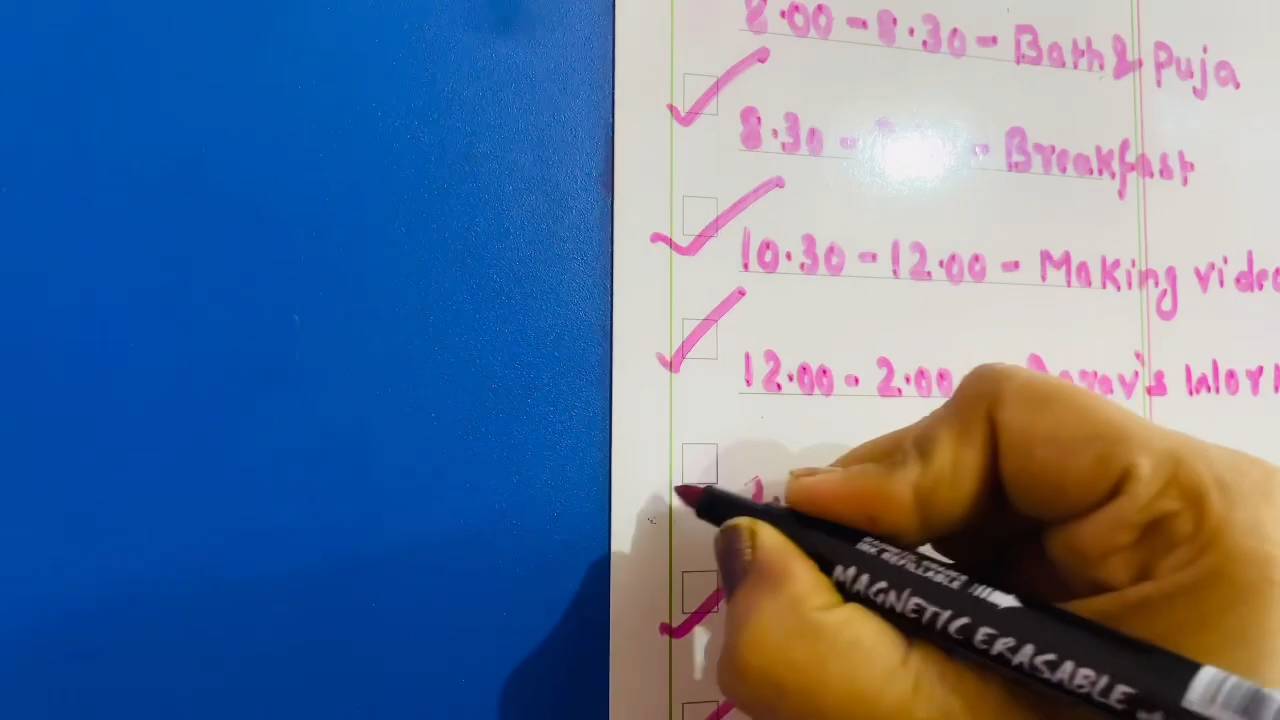 8.00 - 8.30 - Bath & Puja
8.30 - - Breakfast
10.30 - 12.00 - Making video
12.00 - 2.00
MAGNETIC ERASABLE